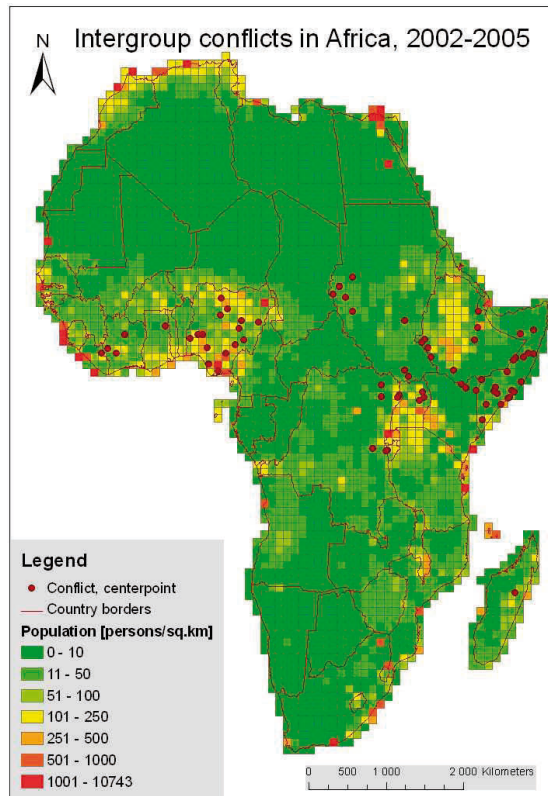 Intergroup conflicts in Africa, 2002-2005
N
Legend
Conflict, centerpoint
Country borders
Population [persons/sq.km]
0 - 10
11 - 50
51 - 100
101 - 250
251 - 500
501 - 1000
1001 - 10743
0 500 1 000 2 000 Kilometers